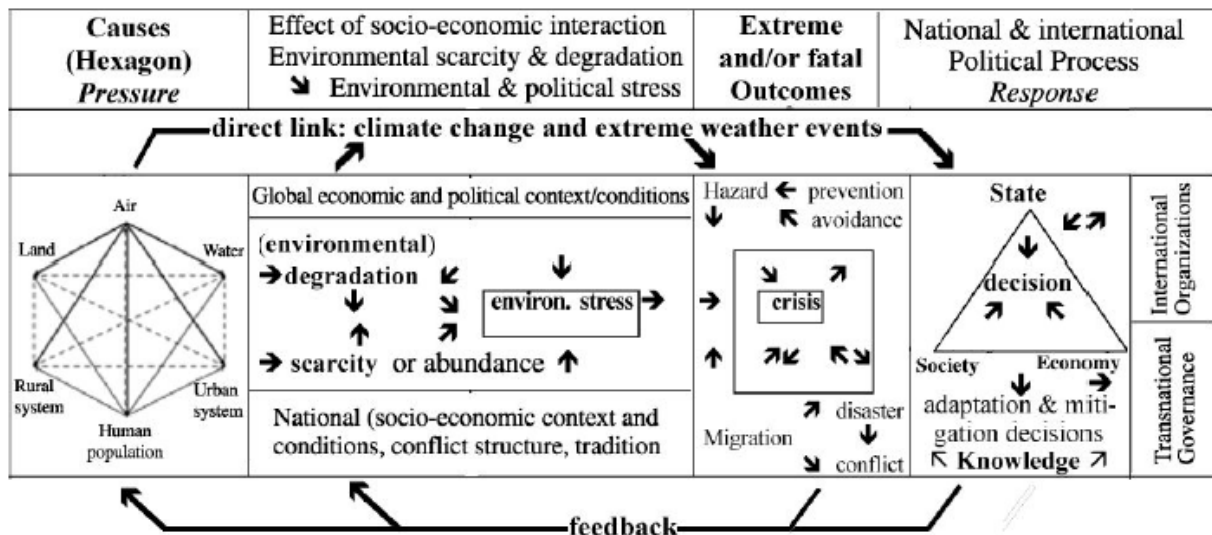 Causes
(Hexagon)
Pressure
Effect of socio-economic interaction
Environmental scarcity & degradation
↘ Environmental & political stress
Extreme
and/or fatal
Outcomes
National & international
Political Process
Response
direct link: climate change and extreme weather events
Air
Land
Water
Rural
system
Urban
system
Human
population
Global economic and political context/conditions
(environmental)
→ degradation
environ. stress
→ scarcity or abundance
National (socio-economic context and
conditions, conflict structure, tradition
Hazard ← prevention
avoidance
crisis
disaster
Migration
conflict
State
decision
Society
Economy
adaptation & miti-
gation decisions
Knowledge
International
Organizations
Transnational
Governance
feedback